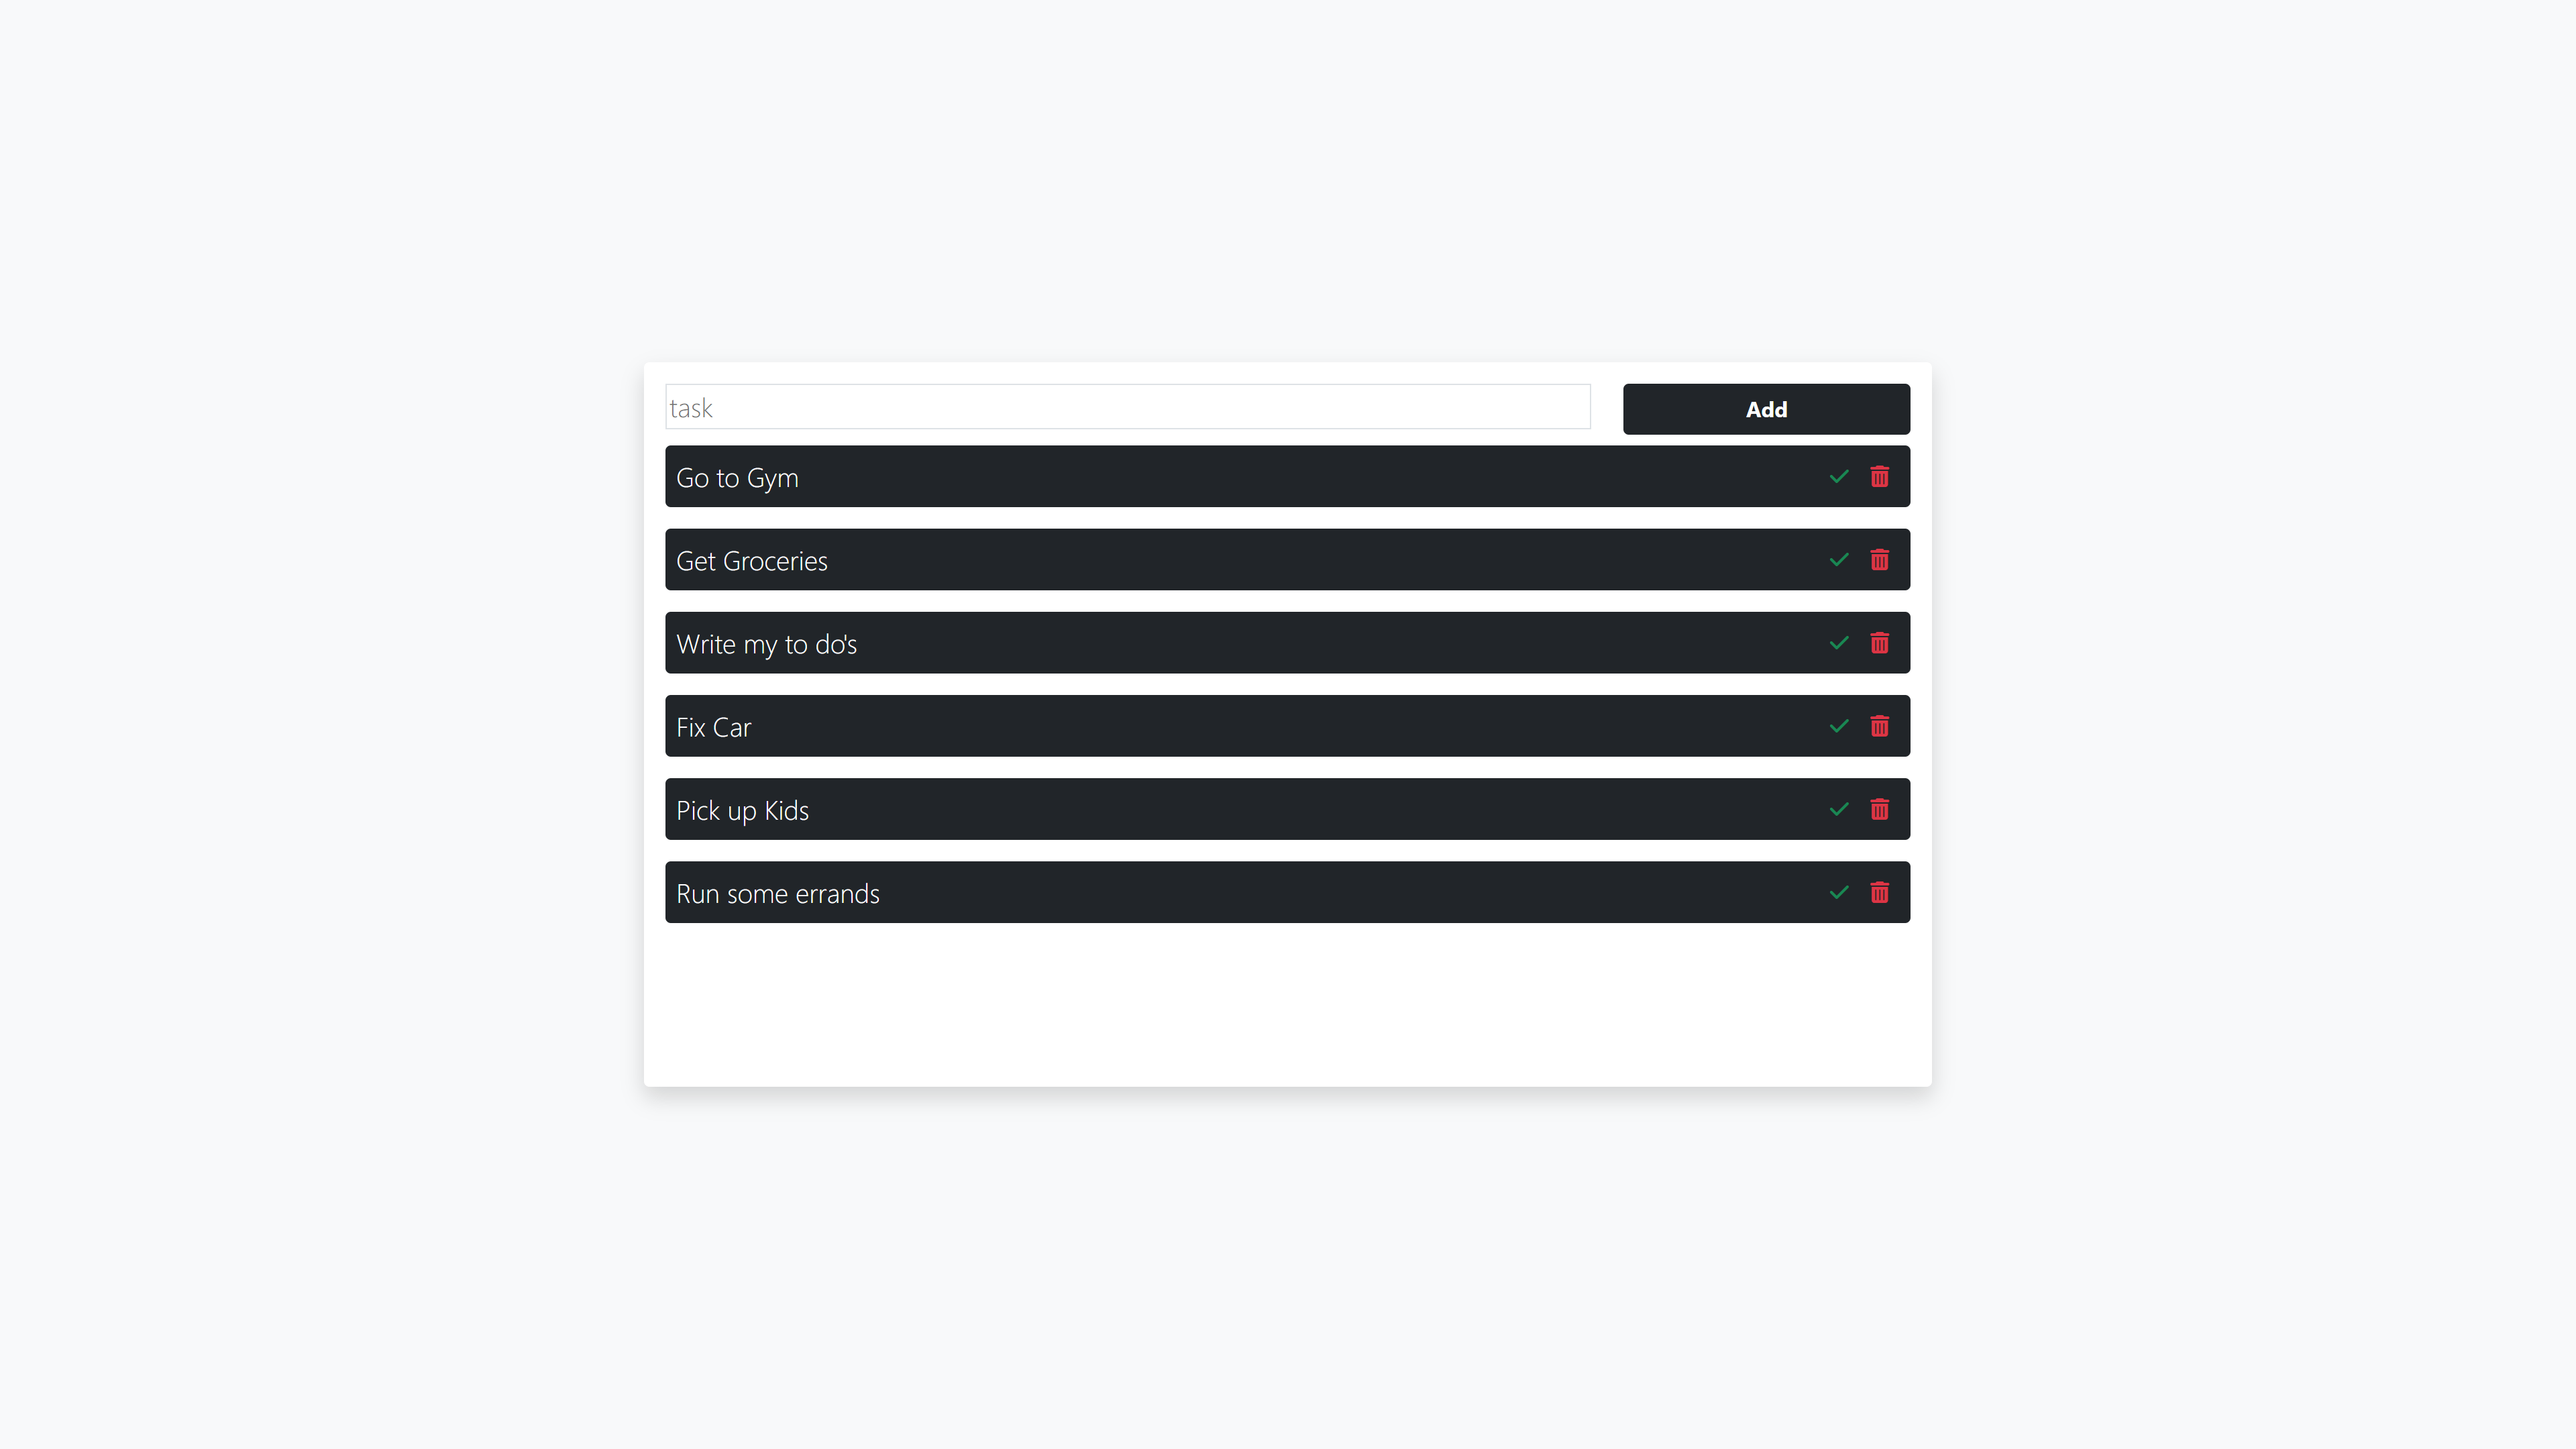 task
Add
Go to Gym
Get Groceries
Write my to do's
Fix Car
Pick up Kids
Run some errands